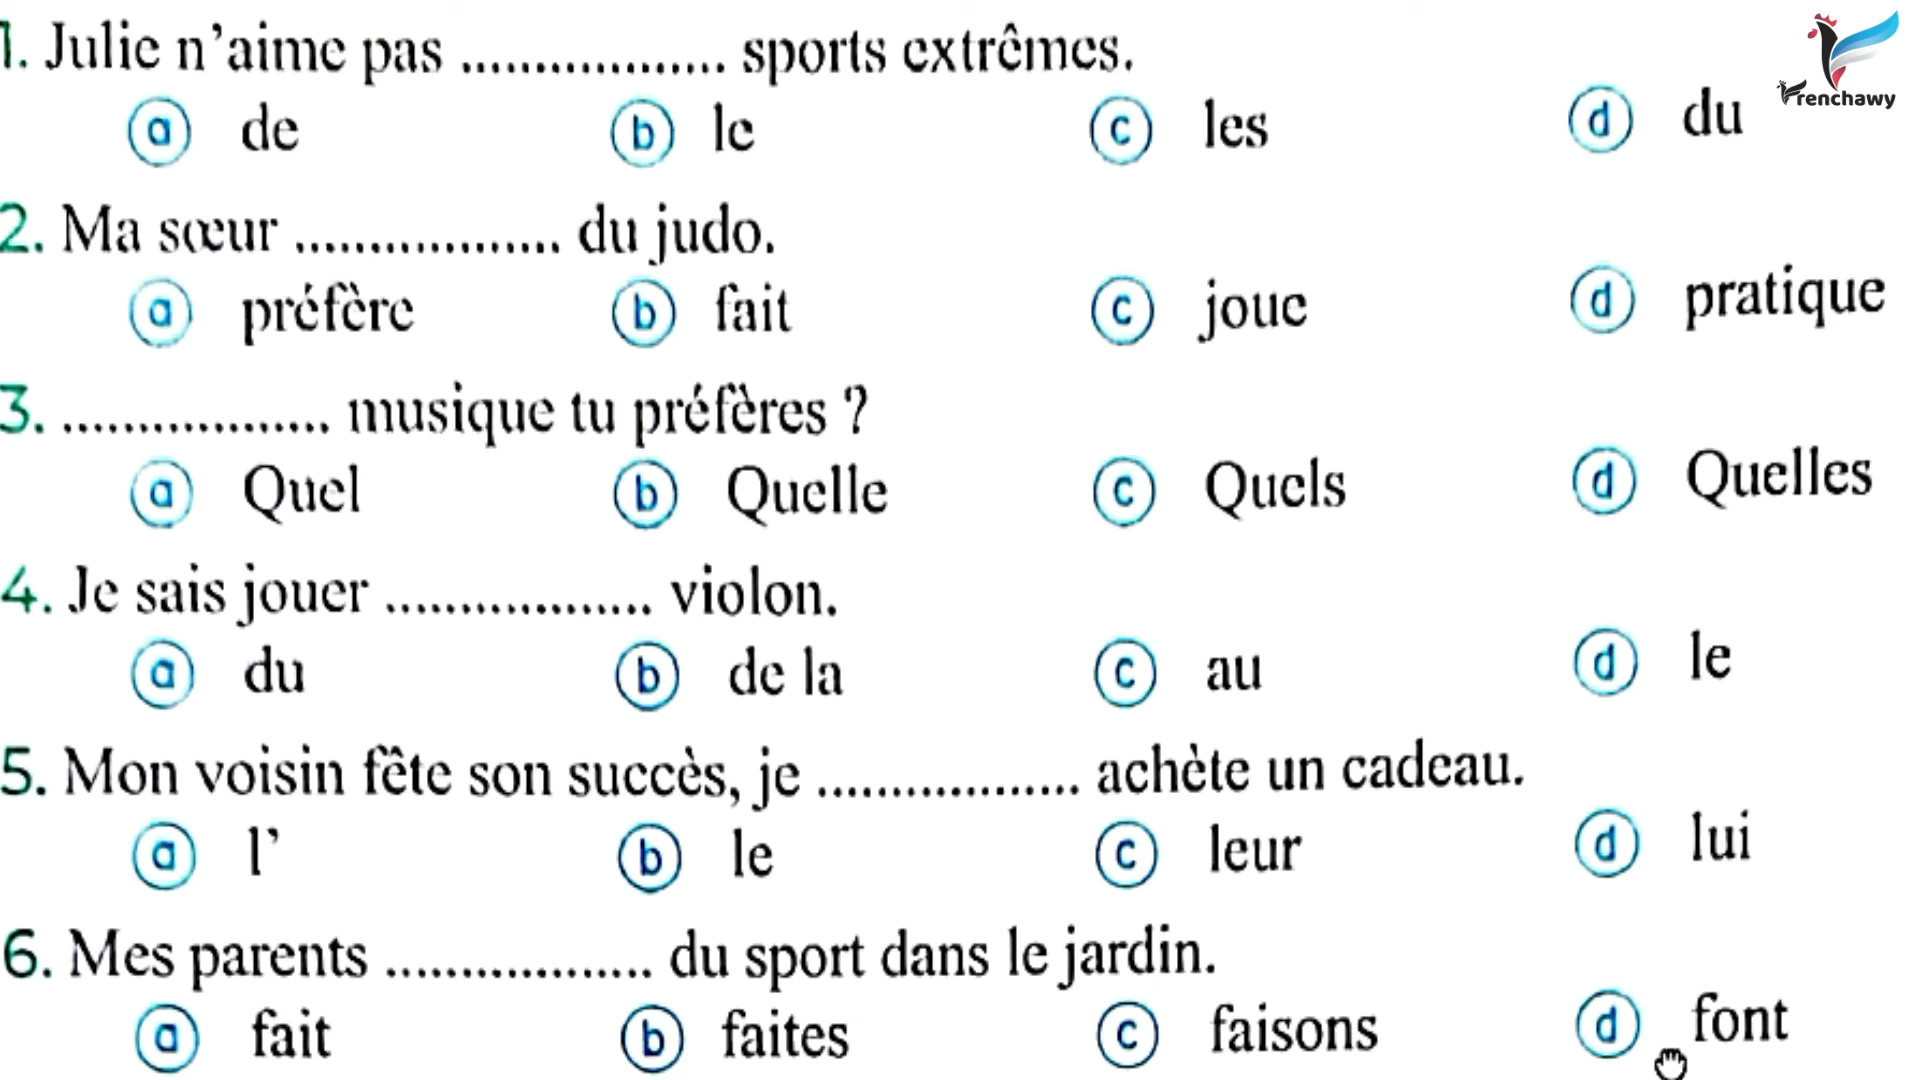 1. Julie n'aime pas .................. sports extrêmes.
a de b le c les d du
Frenchawy
2. Ma sœur .................. du judo.
a préfère b fait c joue d pratique
3. .................. musique tu préfères ?
a Quel b Quelle c Quels d Quelles
4. Je sais jouer .................. violon.
a du b de la c au d le
5. Mon voisin fête son succès, je .................. achète un cadeau.
a l' b le c leur d lui
6. Mes parents .................. du sport dans le jardin.
a fait b faites c faisons d font